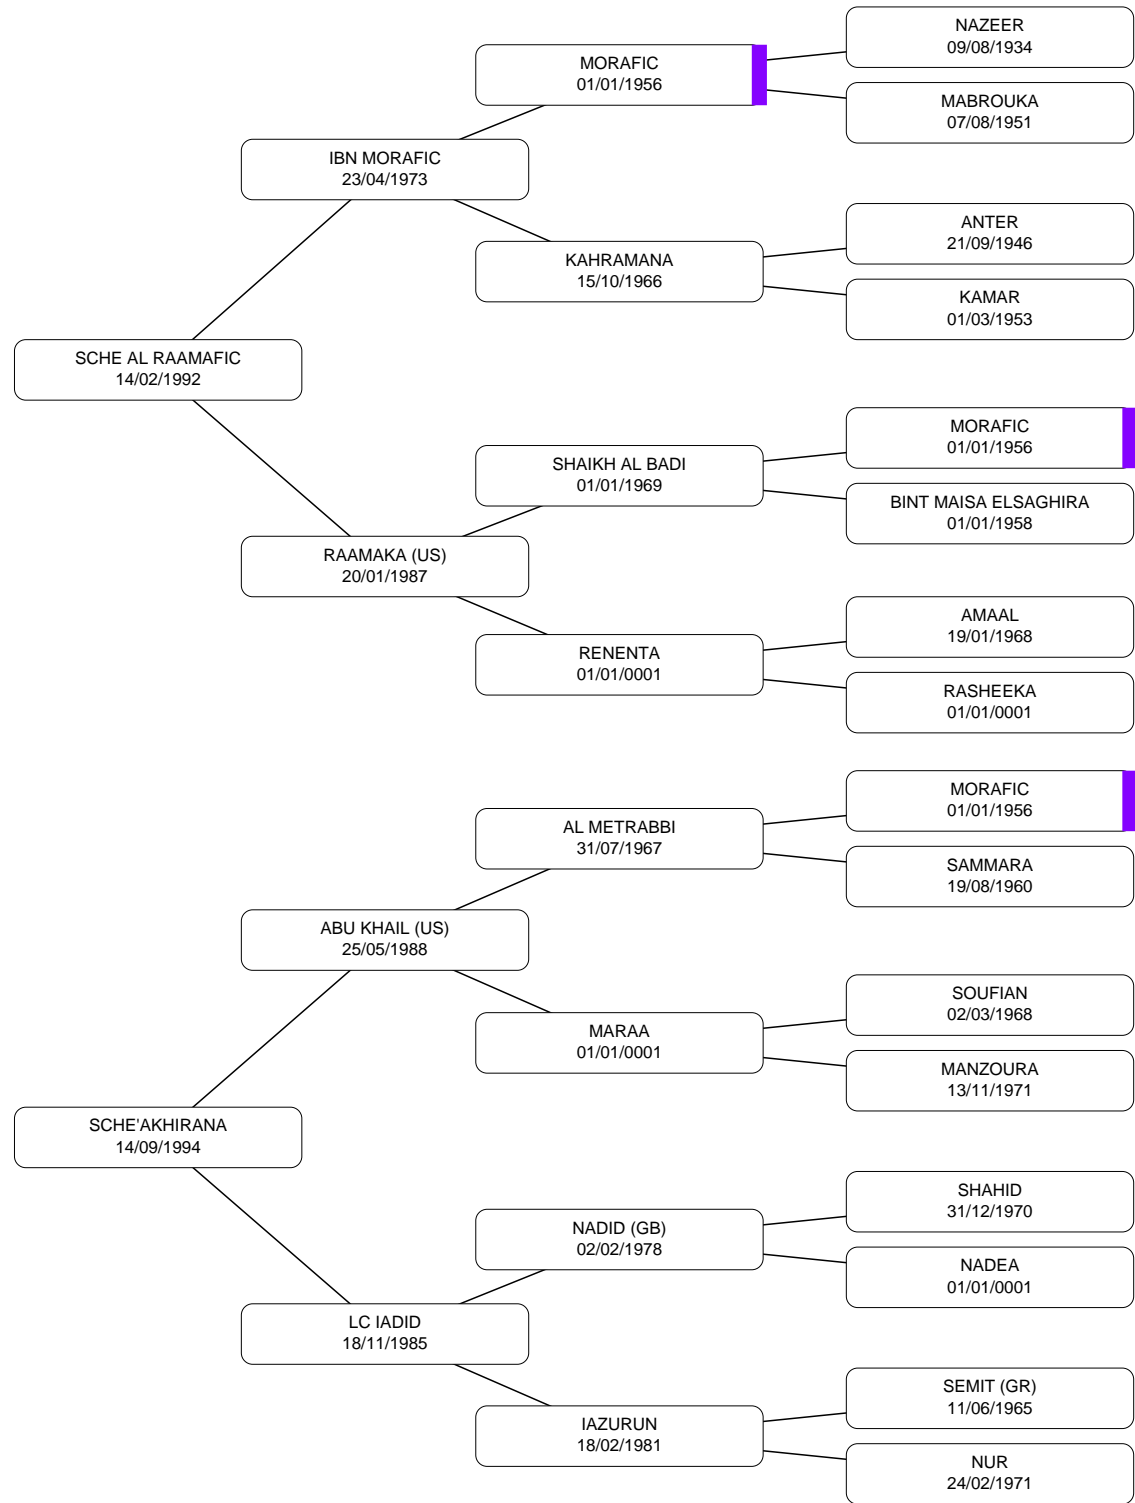 NAZEER
09/08/1934
MORAFIC
01/01/1956
MABROUKA
07/08/1951
IBN MORAFIC
23/04/1973
ANTER
21/09/1946
KAHRAMANA
15/10/1966
KAMAR
01/03/1953
SCHE AL RAAMAFIC
14/02/1992
MORAFIC
01/01/1956
SHAIKH AL BADI
01/01/1969
BINT MAISA ELSAGHIRA
01/01/1958
RAAMAKA (US)
20/01/1987
AMAAL
19/01/1968
RENENTA
01/01/0001
RASHEEKA
01/01/0001
MORAFIC
01/01/1956
AL METRABBI
31/07/1967
SAMMARA
19/08/1960
ABU KHAIL (US)
25/05/1988
SOUFIAN
02/03/1968
MARAA
01/01/0001
MANZOURA
13/11/1971
SCHE'AKHIRANA
14/09/1994
SHAHID
31/12/1970
NADID (GB)
02/02/1978
NADEA
01/01/0001
LC IADID
18/11/1985
SEMIT (GR)
11/06/1965
IAZURUN
18/02/1981
NUR
24/02/1971